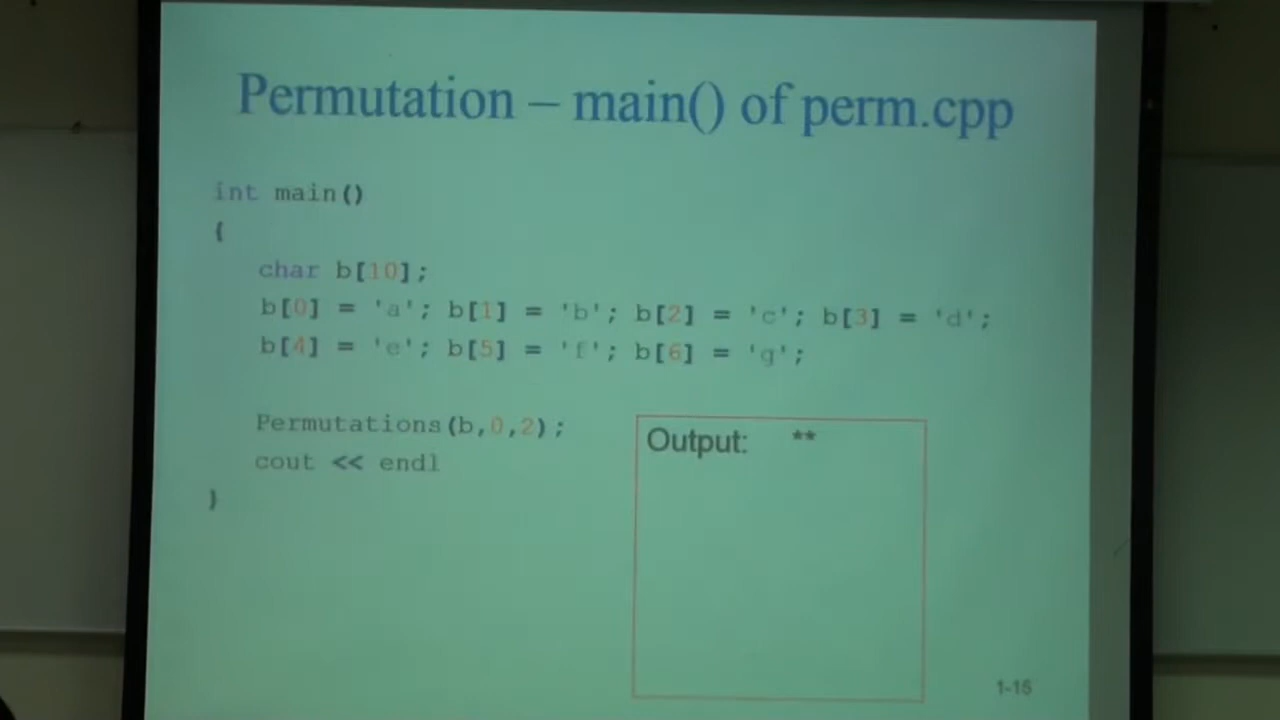 Permutation – main() of perm.cpp
int main()
{
char b[10];
b[0] = 'a'; b[1] = 'b'; b[2] = 'c'; b[3] = 'd';
b[4] = 'e'; b[5] = 'f'; b[6] = 'g';
Permutations(b,0,2);
cout << endl
}
Output: **
1-15